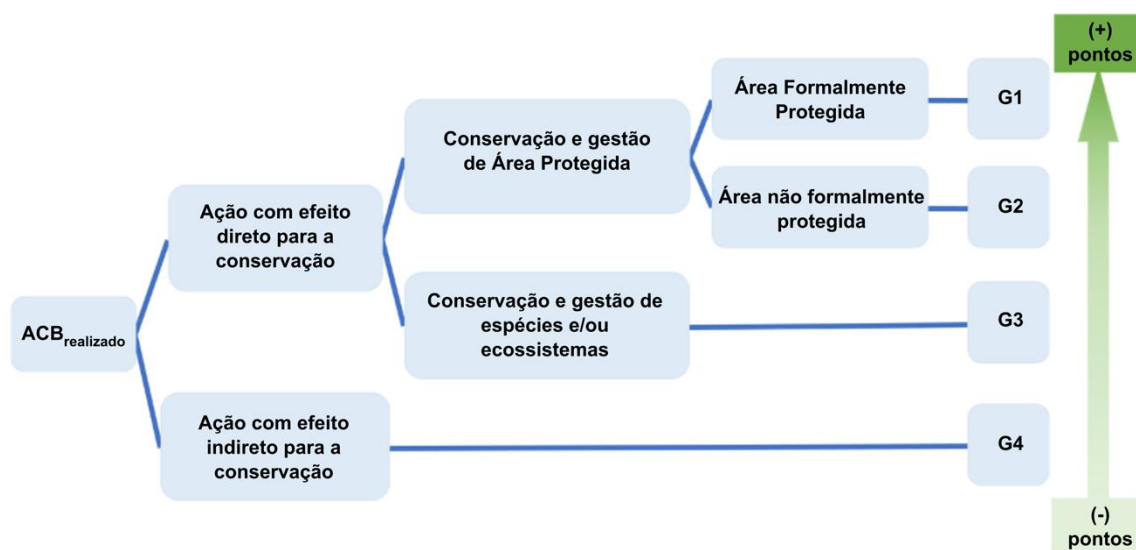 (+)
pontos
Área Formalmente
Protegida
G1
Conservação e gestão
de Área Protegida
Área não formalmente
protegida
G2
Ação com efeito
direto para a
conservação
Conservação e gestão de
espécies e/ou
ecossistemas
G3
ACBrealizado
Ação com efeito
indireto para a
conservação
G4
(-)
pontos